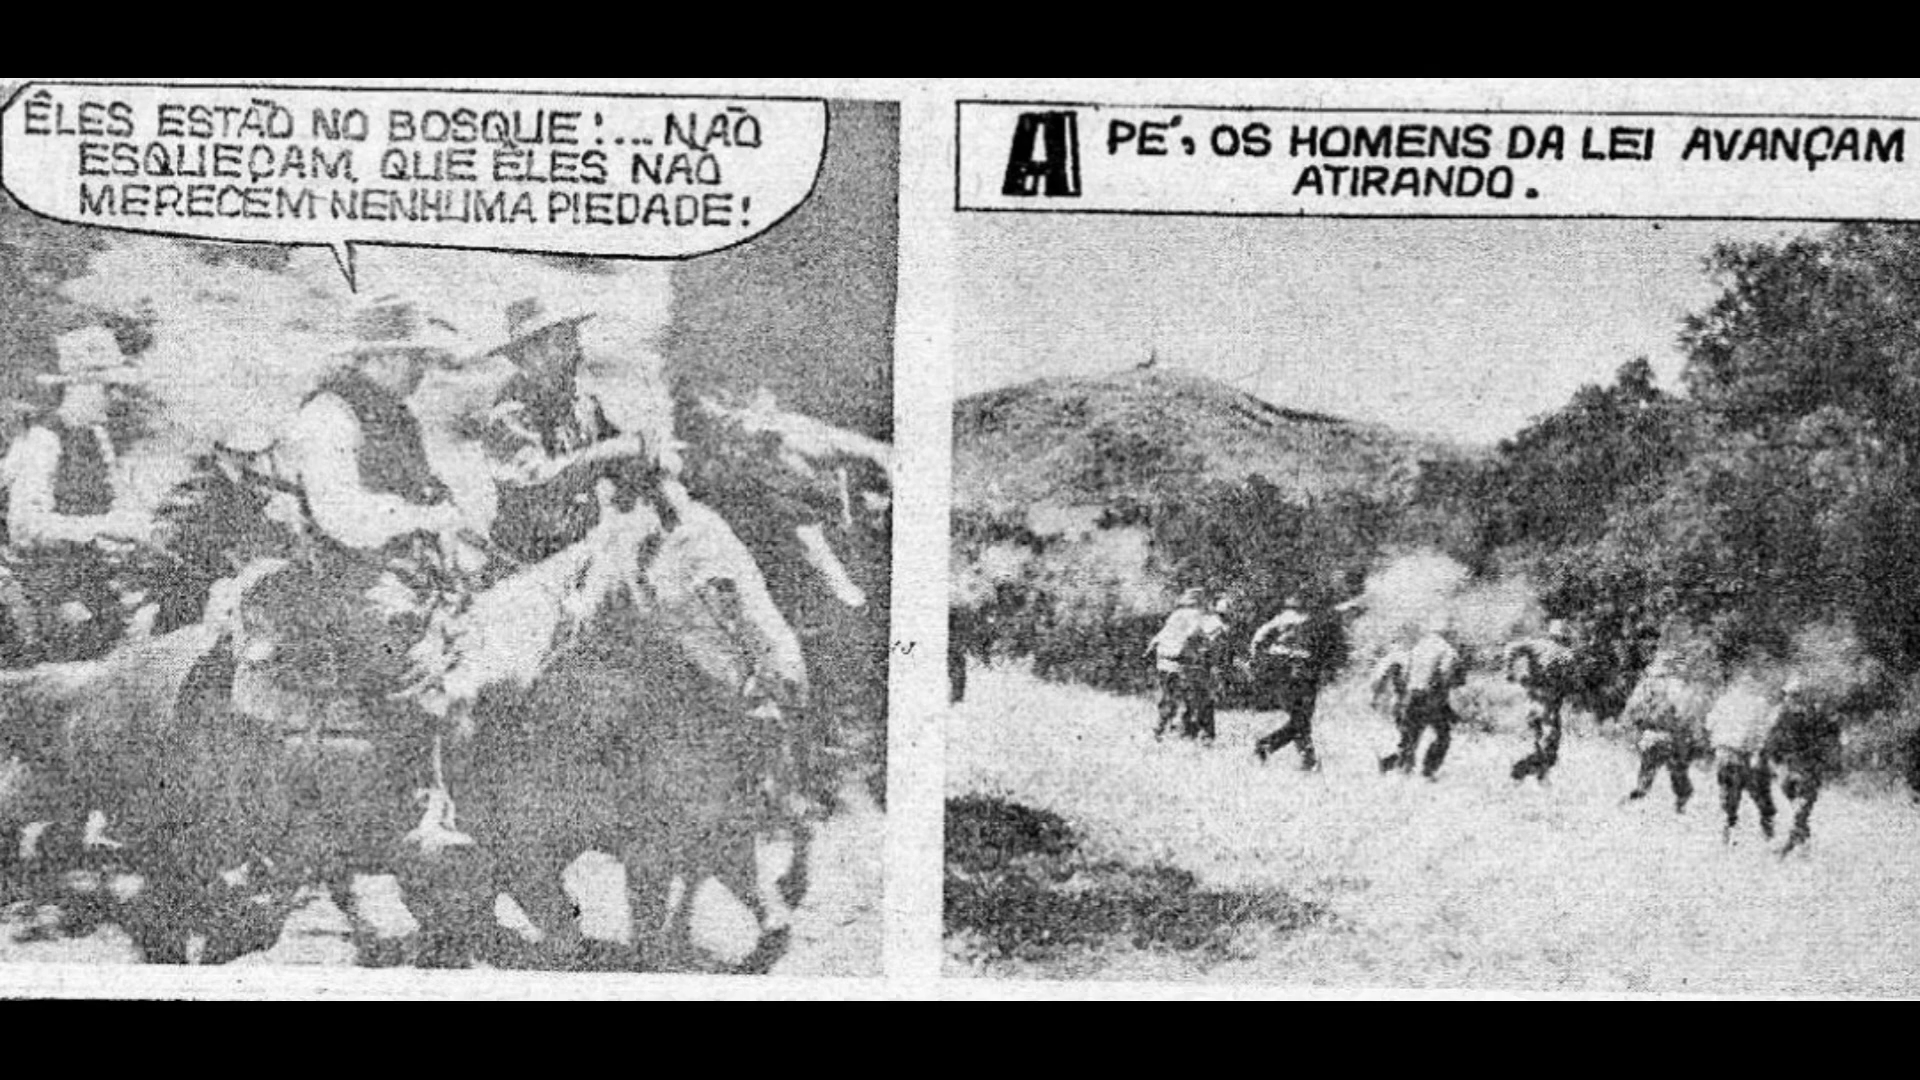 ÊLES ESTÃO NO BOSQUE!... NÃO
ESQUEÇAM, QUE ÊLES NÃO
MERECEM NENHUMA PIEDADE!
A PÉ, OS HOMENS DA LEI AVANÇAM
ATIRANDO.